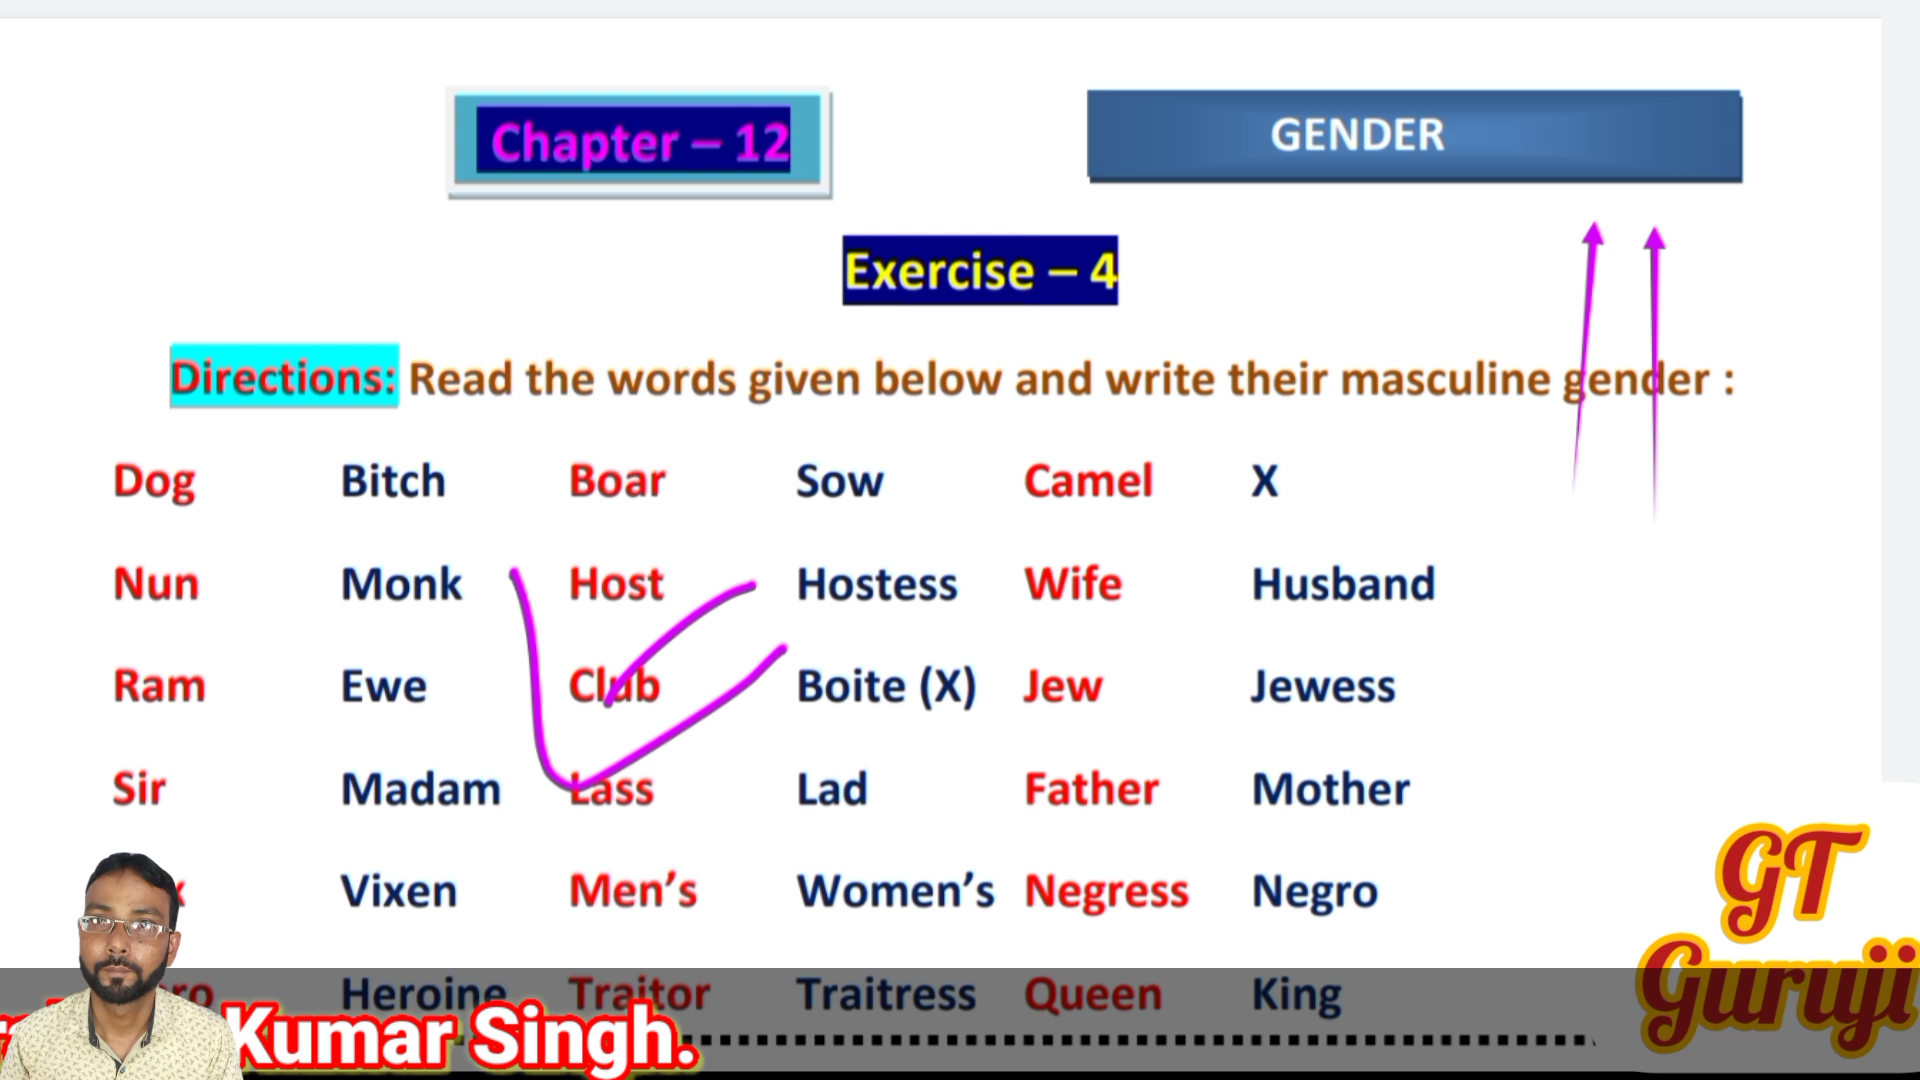 Chapter – 12
GENDER
Exercise – 4
Directions: Read the words given below and write their masculine gender :
Dog Bitch Boar Sow Camel X
Nun Monk Host Hostess Wife Husband
Ram Ewe Club Boite (X) Jew Jewess
Sir Madam Lass Lad Father Mother
Vixen Men’s Women’s Negress Negro
Heroine Traitor Traitress Queen King
Kumar Singh.
GT
Guruji